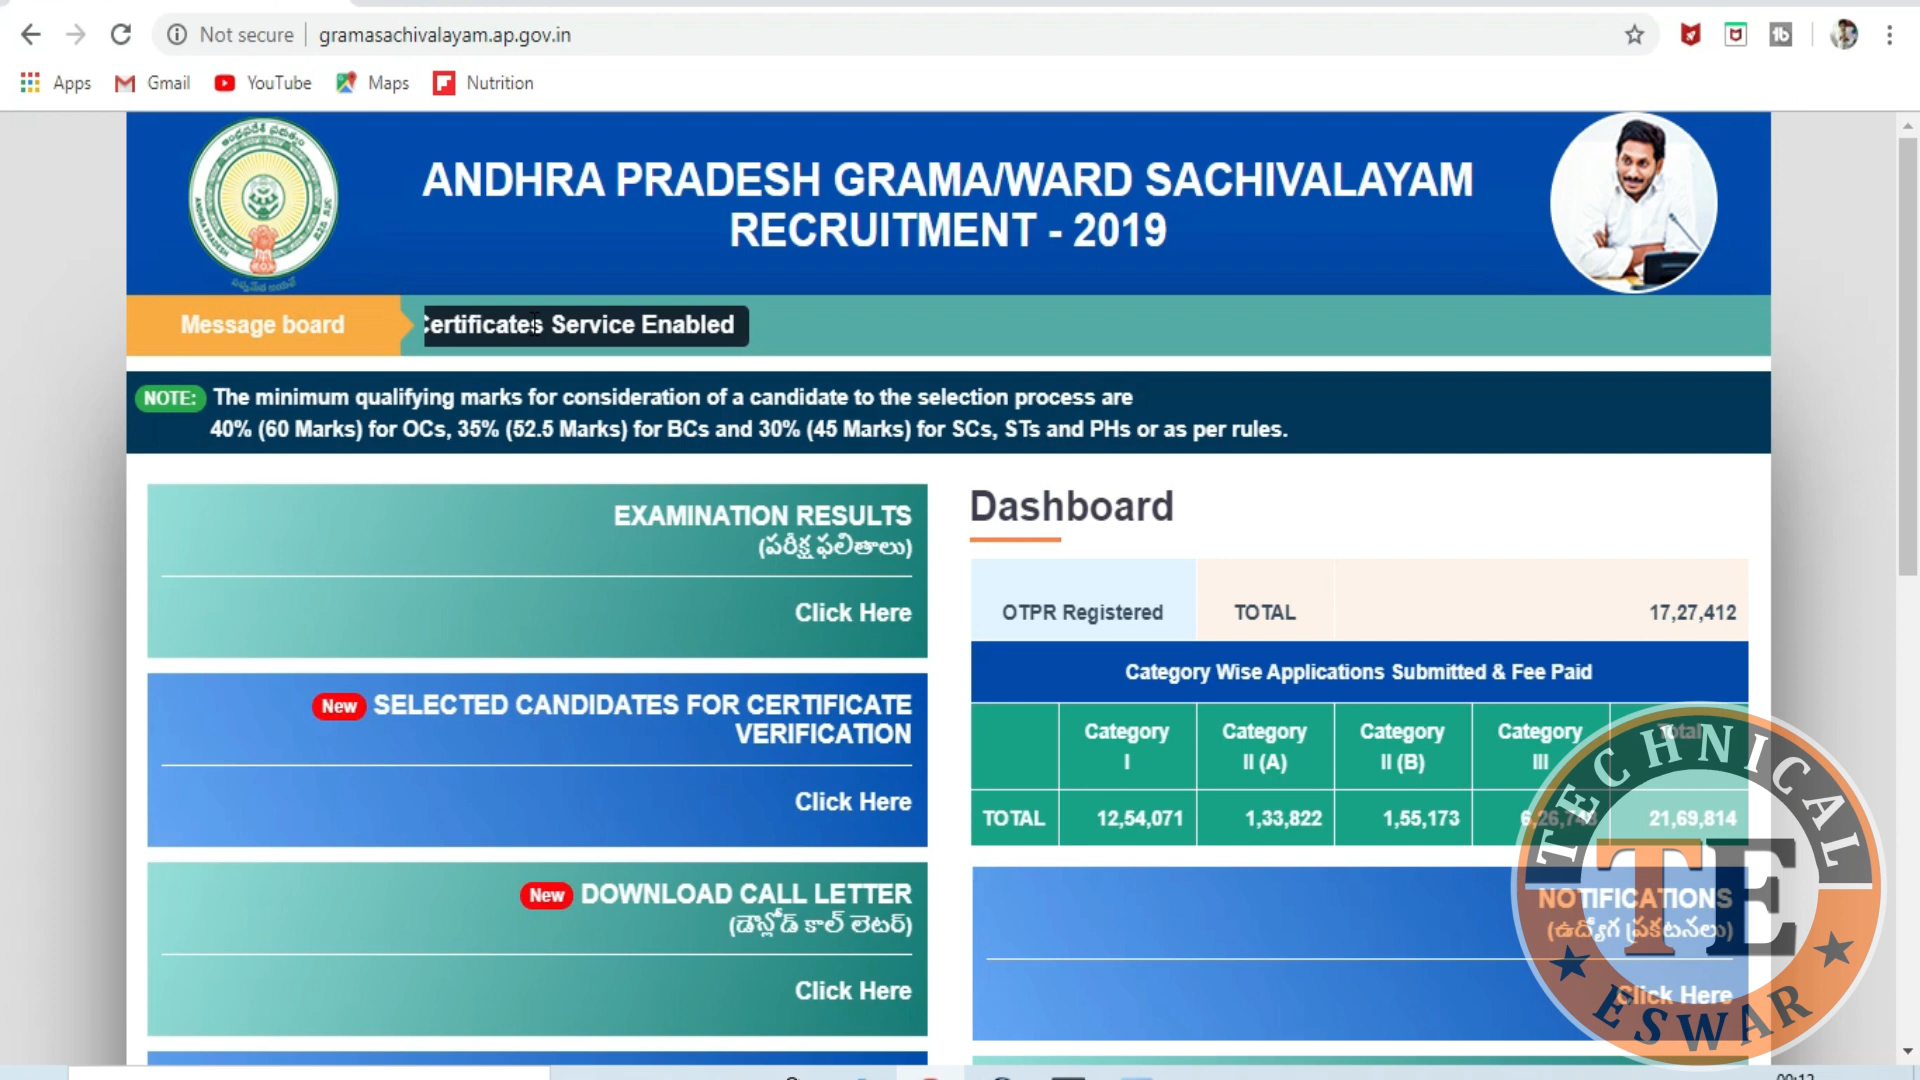 Not secure
gramasachivalayam.ap.gov.in
Apps
Gmail
YouTube
Maps
Nutrition
ANDHRA PRADESH GRAMA/WARD SACHIVALAYAM
RECRUITMENT - 2019
Message board
Certificates Service Enabled
NOTE: The minimum qualifying marks for consideration of a candidate to the selection process are
40% (60 Marks) for OCs, 35% (52.5 Marks) for BCs and 30% (45 Marks) for SCs, STs and PHs or as per rules.
EXAMINATION RESULTS
(పరీక్ష ఫలితాలు)
Click Here
New SELECTED CANDIDATES FOR CERTIFICATE
VERIFICATION
Click Here
New DOWNLOAD CALL LETTER
(డౌన్లోడ్ కాల్ లెటర్)
Click Here
Dashboard
OTPR Registered TOTAL 17,27,412
Category Wise Applications Submitted & Fee Paid
Category I
Category II (A)
Category II (B)
Category III
Total
TOTAL 12,54,071 1,33,822 1,55,173 21,69,814
NOTIFICATIONS
(ఉద్యోగ ప్రకటనలు)
Click Here
TECHNICAL
TE
ESWAR